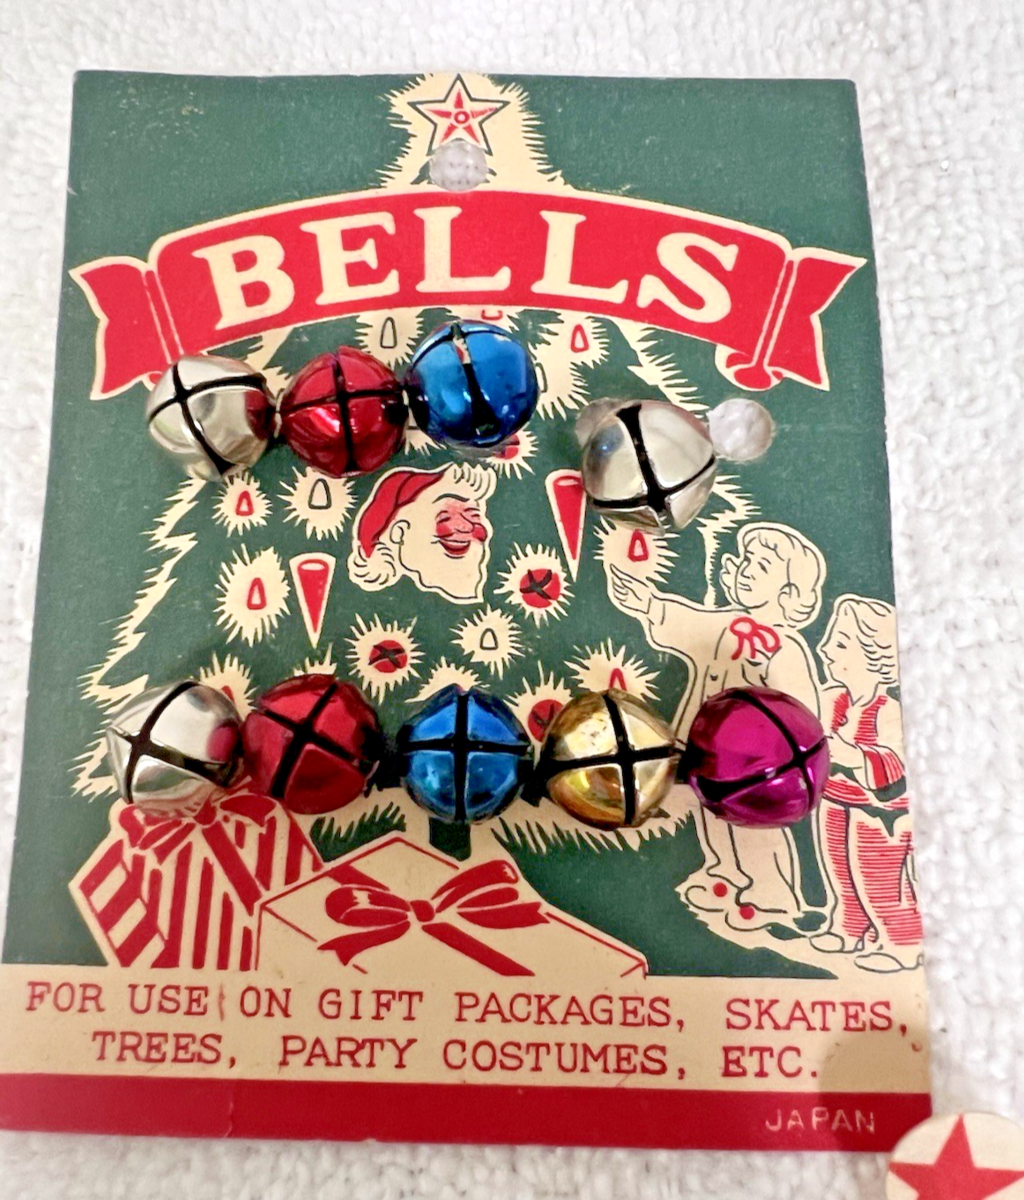 BELLS
FOR USE ON GIFT PACKAGES, SKATES,
TREES, PARTY COSTUMES, ETC.
JAPAN